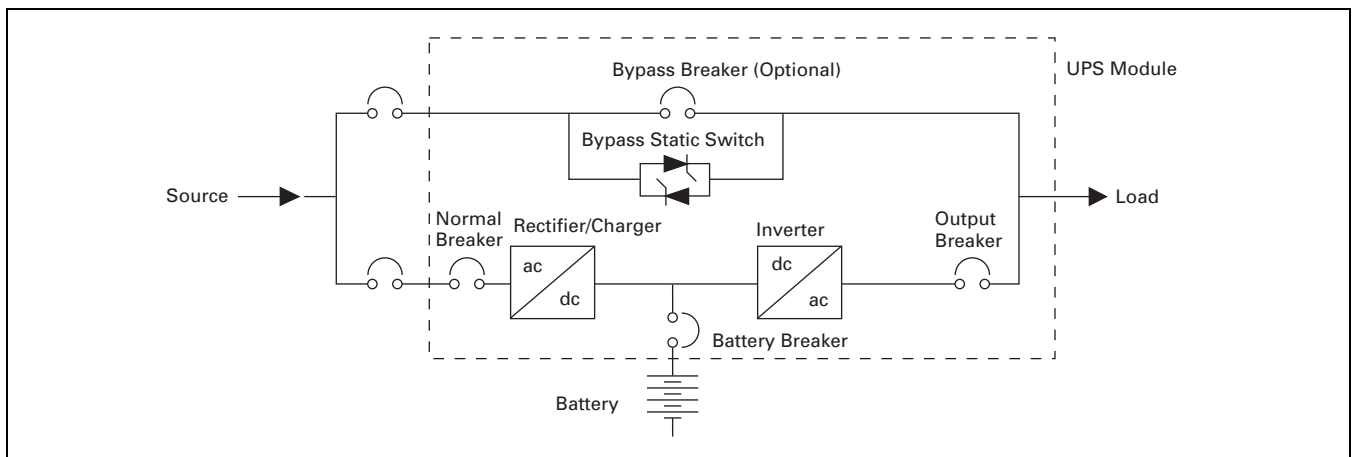 Bypass Breaker (Optional)
UPS Module
Bypass Static Switch
Source
Load
Normal
Breaker
Rectifier/Charger
Inverter
Output
Breaker
ac
dc
dc
ac
Battery Breaker
Battery